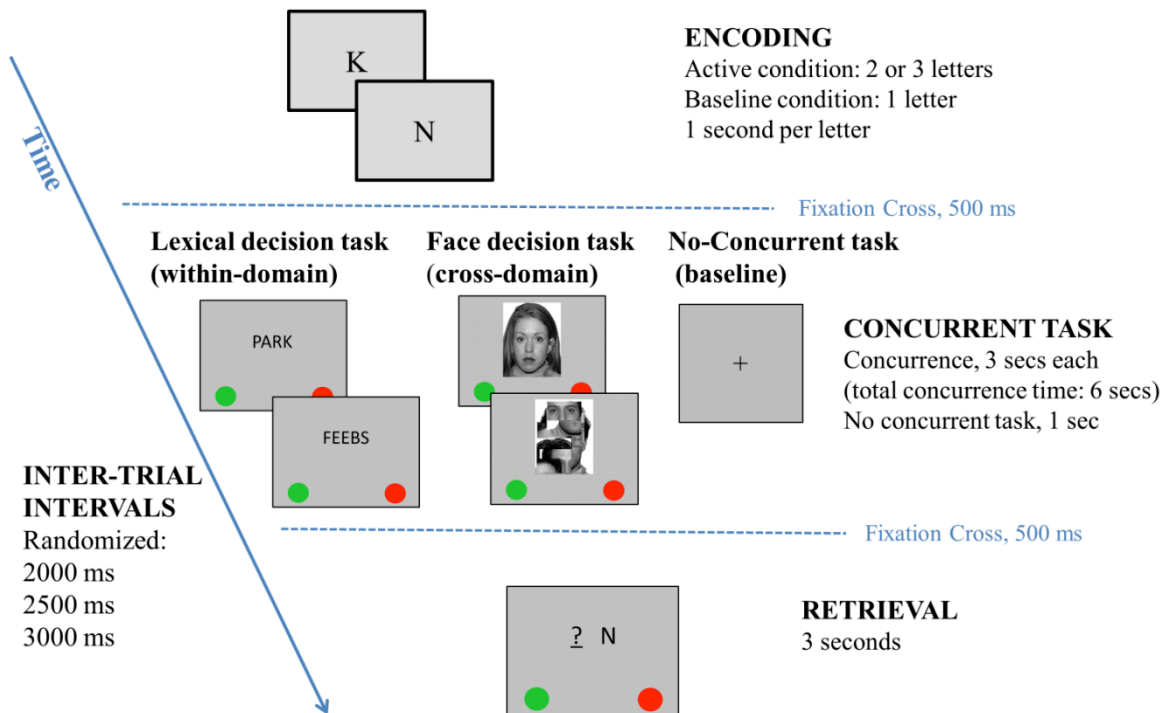 K
N
ENCODING
Active condition: 2 or 3 letters
Baseline condition: 1 letter
1 second per letter
Time
Fixation Cross, 500 ms
Lexical decision task
(within-domain)
Face decision task
(cross-domain)
No-Concurrent task
(baseline)
PARK
FEEBS
+
CONCURRENT TASK
Concurrence, 3 secs each
(total concurrence time: 6 secs)
No concurrent task, 1 sec
INTER-TRIAL
INTERVALS
Randomized:
2000 ms
2500 ms
3000 ms
Fixation Cross, 500 ms
? N
RETRIEVAL
3 seconds